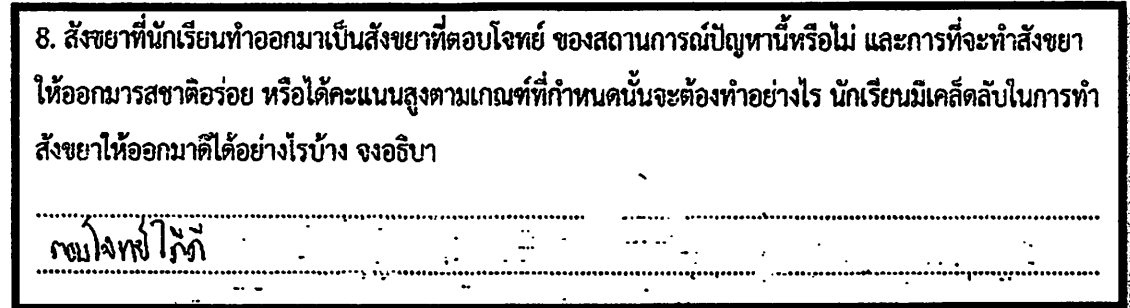 8. สังขยาที่นักเรียนทำออกมาเป็นสังขยาที่ตอบโจทย์ ของสถานการณ์ปัญหานี้หรือไม่ และการที่จะทำสังขยา
ให้ออกมารสชาติอร่อย หรือได้คะแนนสูงตามเกณฑ์ที่กำหนดนั้นจะต้องทำอย่างไร นักเรียนมีเคล็ดลับในการทำ
สังขยาให้ออกมาดีได้อย่างไรบ้าง จงอธิบา
ตอบโจทย์